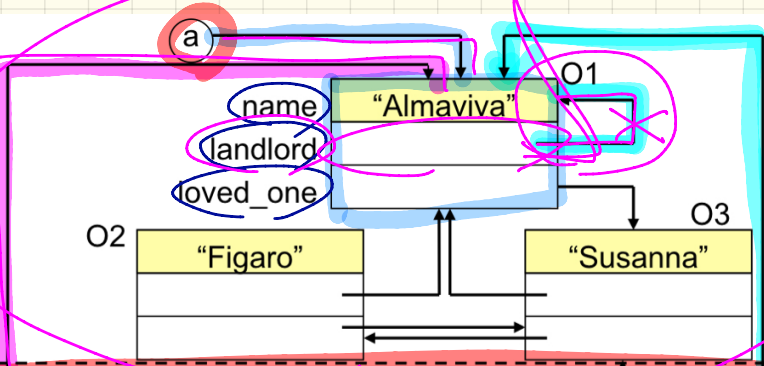 a
O1
name "Almaviva"
landlord
loved_one
O2 O3
"Figaro" "Susanna"